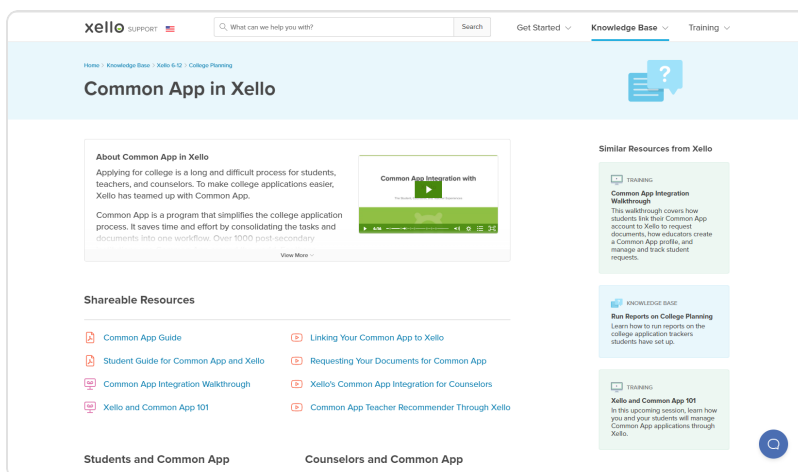 xello SUPPORT
What can we help you with?
Search
Get Started
Knowledge Base
Training
Home > Knowledge Base > Xello 6-12 > College Planning
Common App in Xello
About Common App in Xello
Applying for college is a long and difficult process for students,
teachers, and counselors. To make college applications easier,
Xello has teamed up with Common App.
Common App is a program that simplifies the college application
process. It saves time and effort by consolidating the tasks and
documents into one workflow. Over 1000 post-secondary
View More
Common App Integration with
Shareable Resources
Common App Guide
Student Guide for Common App and Xello
Common App Integration Walkthrough
Xello and Common App 101
Linking Your Common App to Xello
Requesting Your Documents for Common App
Xello's Common App Integration for Counselors
Common App Teacher Recommender Through Xello
Students and Common App
Counselors and Common App
Similar Resources from Xello
TRAINING
Common App Integration
Walkthrough
This walkthrough covers how
students link their Common App
account to Xello to request
documents, how educators create
a Common App profile, and
manage and track student
requests.
KNOWLEDGE BASE
Run Reports on College Planning
Learn how to run reports on the
college application trackers
students have set up.
TRAINING
Xello and Common App 101
In this upcoming session, learn how
you and your students will manage
Common App applications through
Xello.